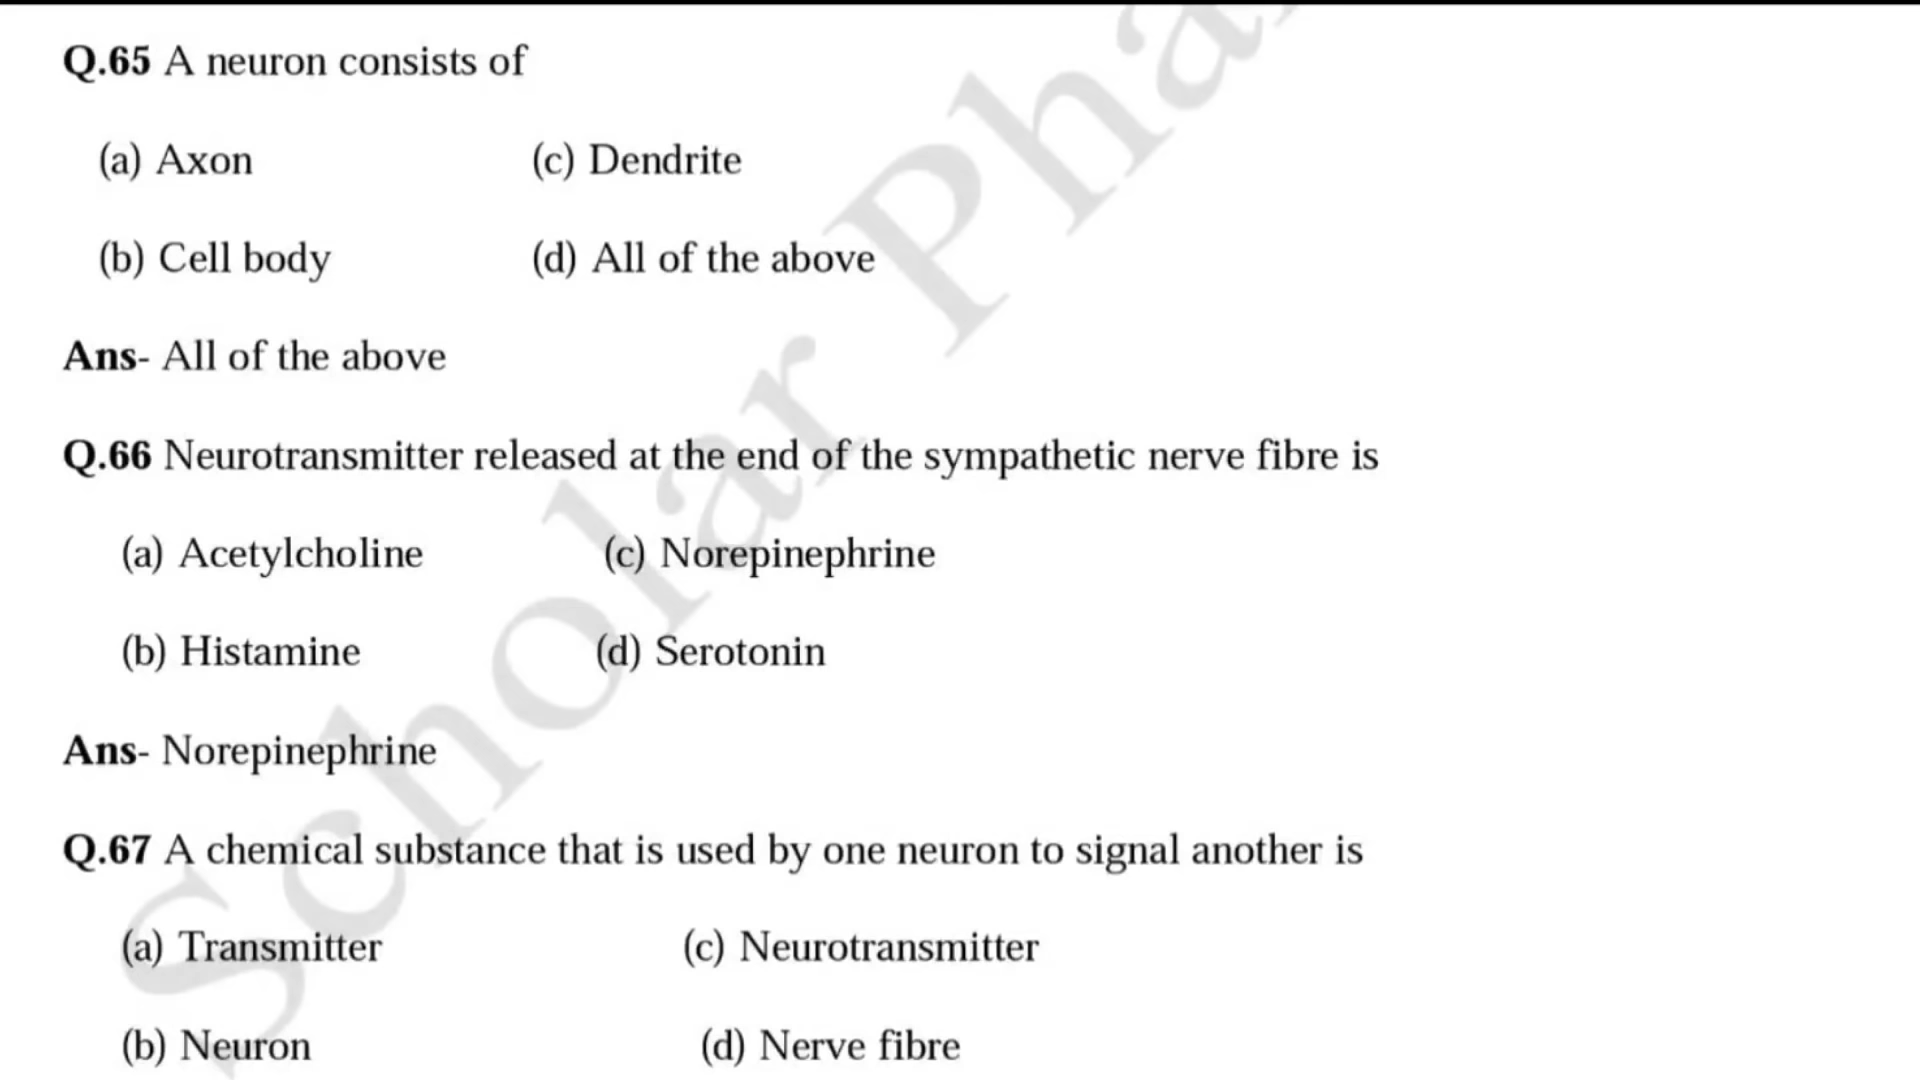 Q.65 A neuron consists of
(a) Axon (c) Dendrite
(b) Cell body (d) All of the above
Ans- All of the above
Q.66 Neurotransmitter released at the end of the sympathetic nerve fibre is
(a) Acetylcholine (c) Norepinephrine
(b) Histamine (d) Serotonin
Ans- Norepinephrine
Q.67 A chemical substance that is used by one neuron to signal another is
(a) Transmitter (c) Neurotransmitter
(b) Neuron (d) Nerve fibre
Scholar Pha